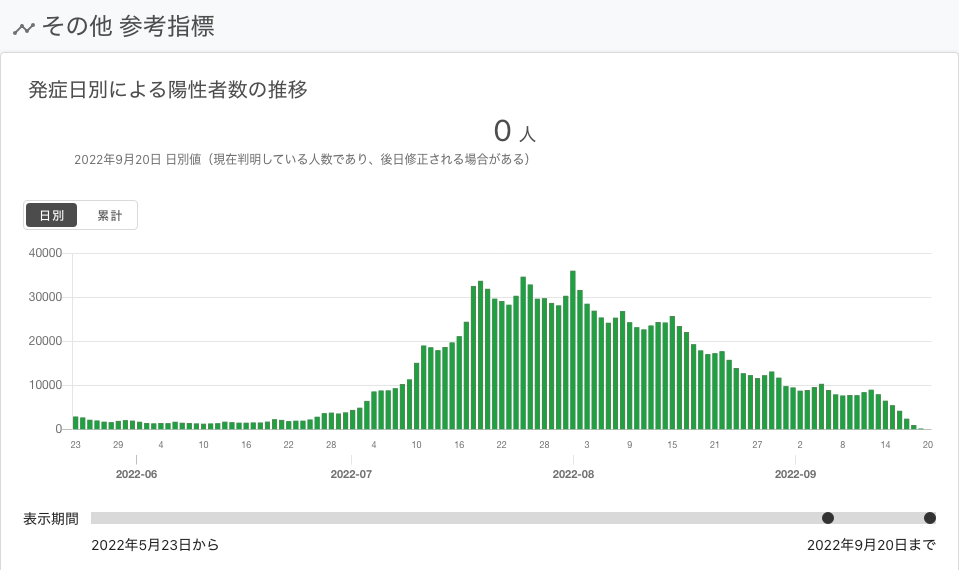 その他 参考指標
発症日別による陽性者数の推移
0 人
2022年9月20日 日別値（現在判明している人数であり、後日修正される場合がある）
日別 累計
40000
30000
20000
10000
0
23 29 4 10 16 22 28 4 10 16 22 28 3 9 15 21 27 2 8 14 20
2022-06 2022-07 2022-08 2022-09
表示期間
2022年5月23日から 2022年9月20日まで